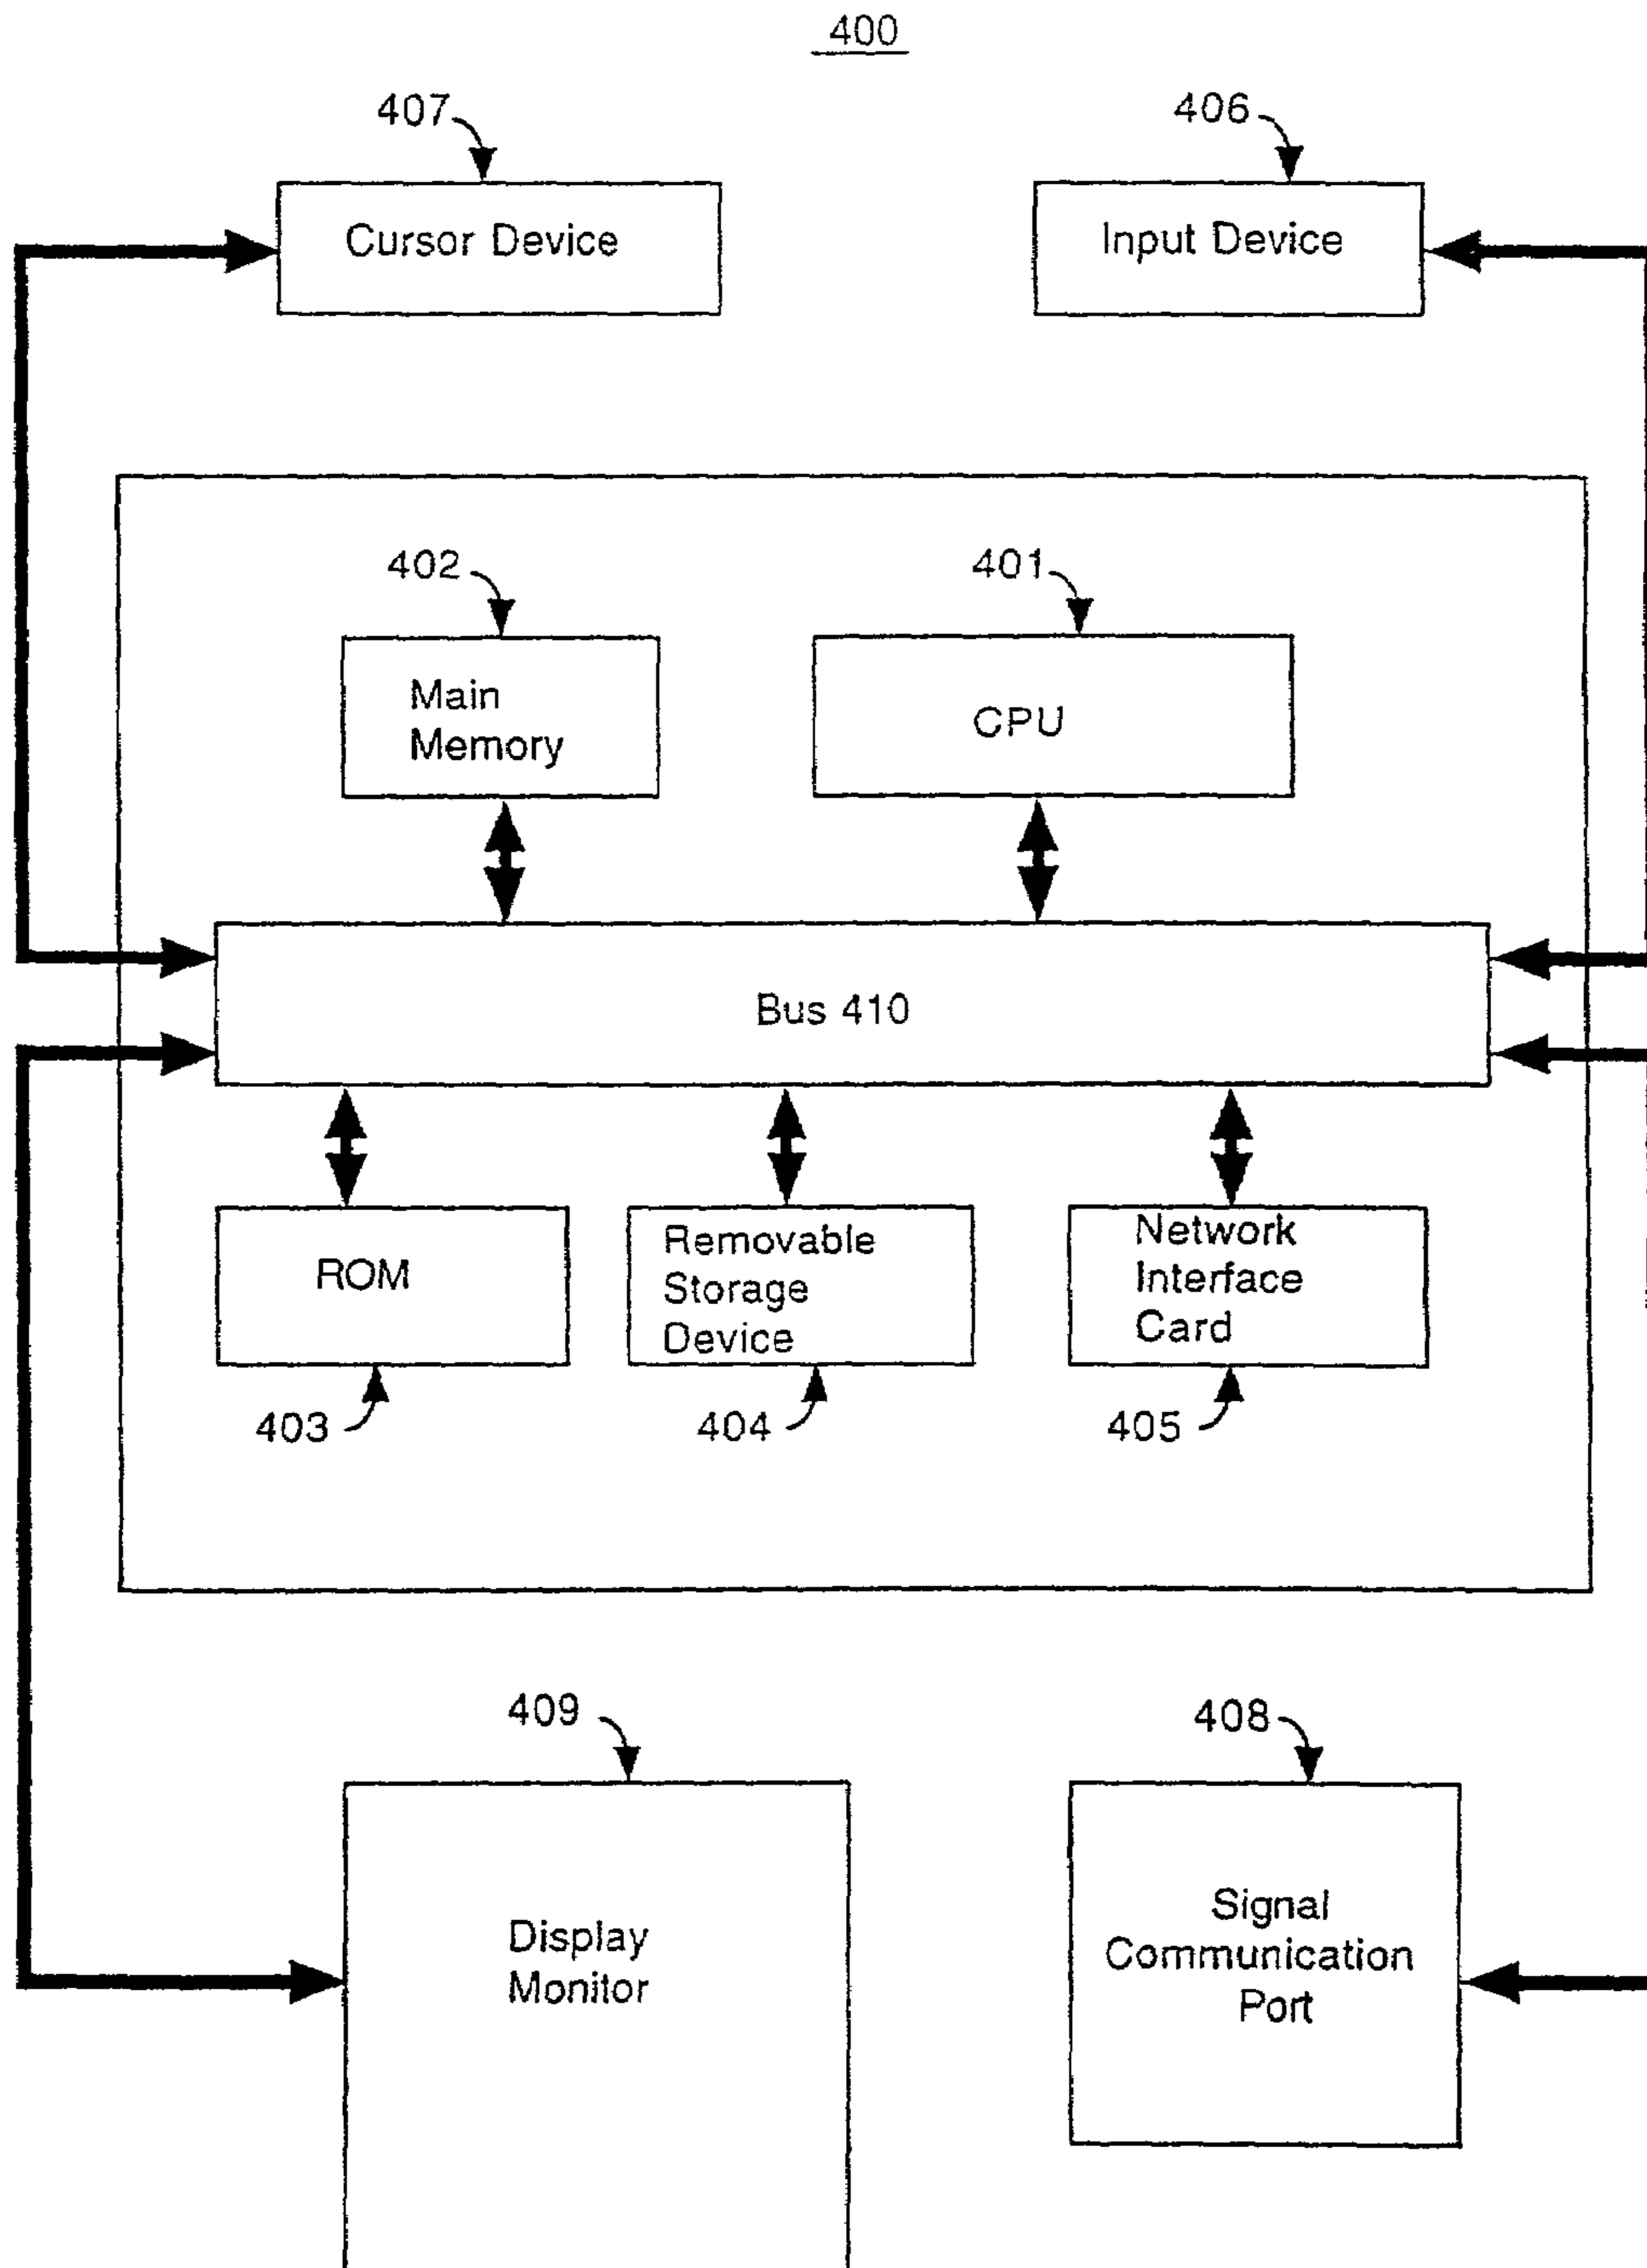 400
407
406
Cursor Device
Input Device
402
401
Main
Memory
CPU
Bus 410
ROM
Removable
Storage
Device
Network
Interface
Card
403
404
405
409
408
Display
Monitor
Signal
Communication
Port